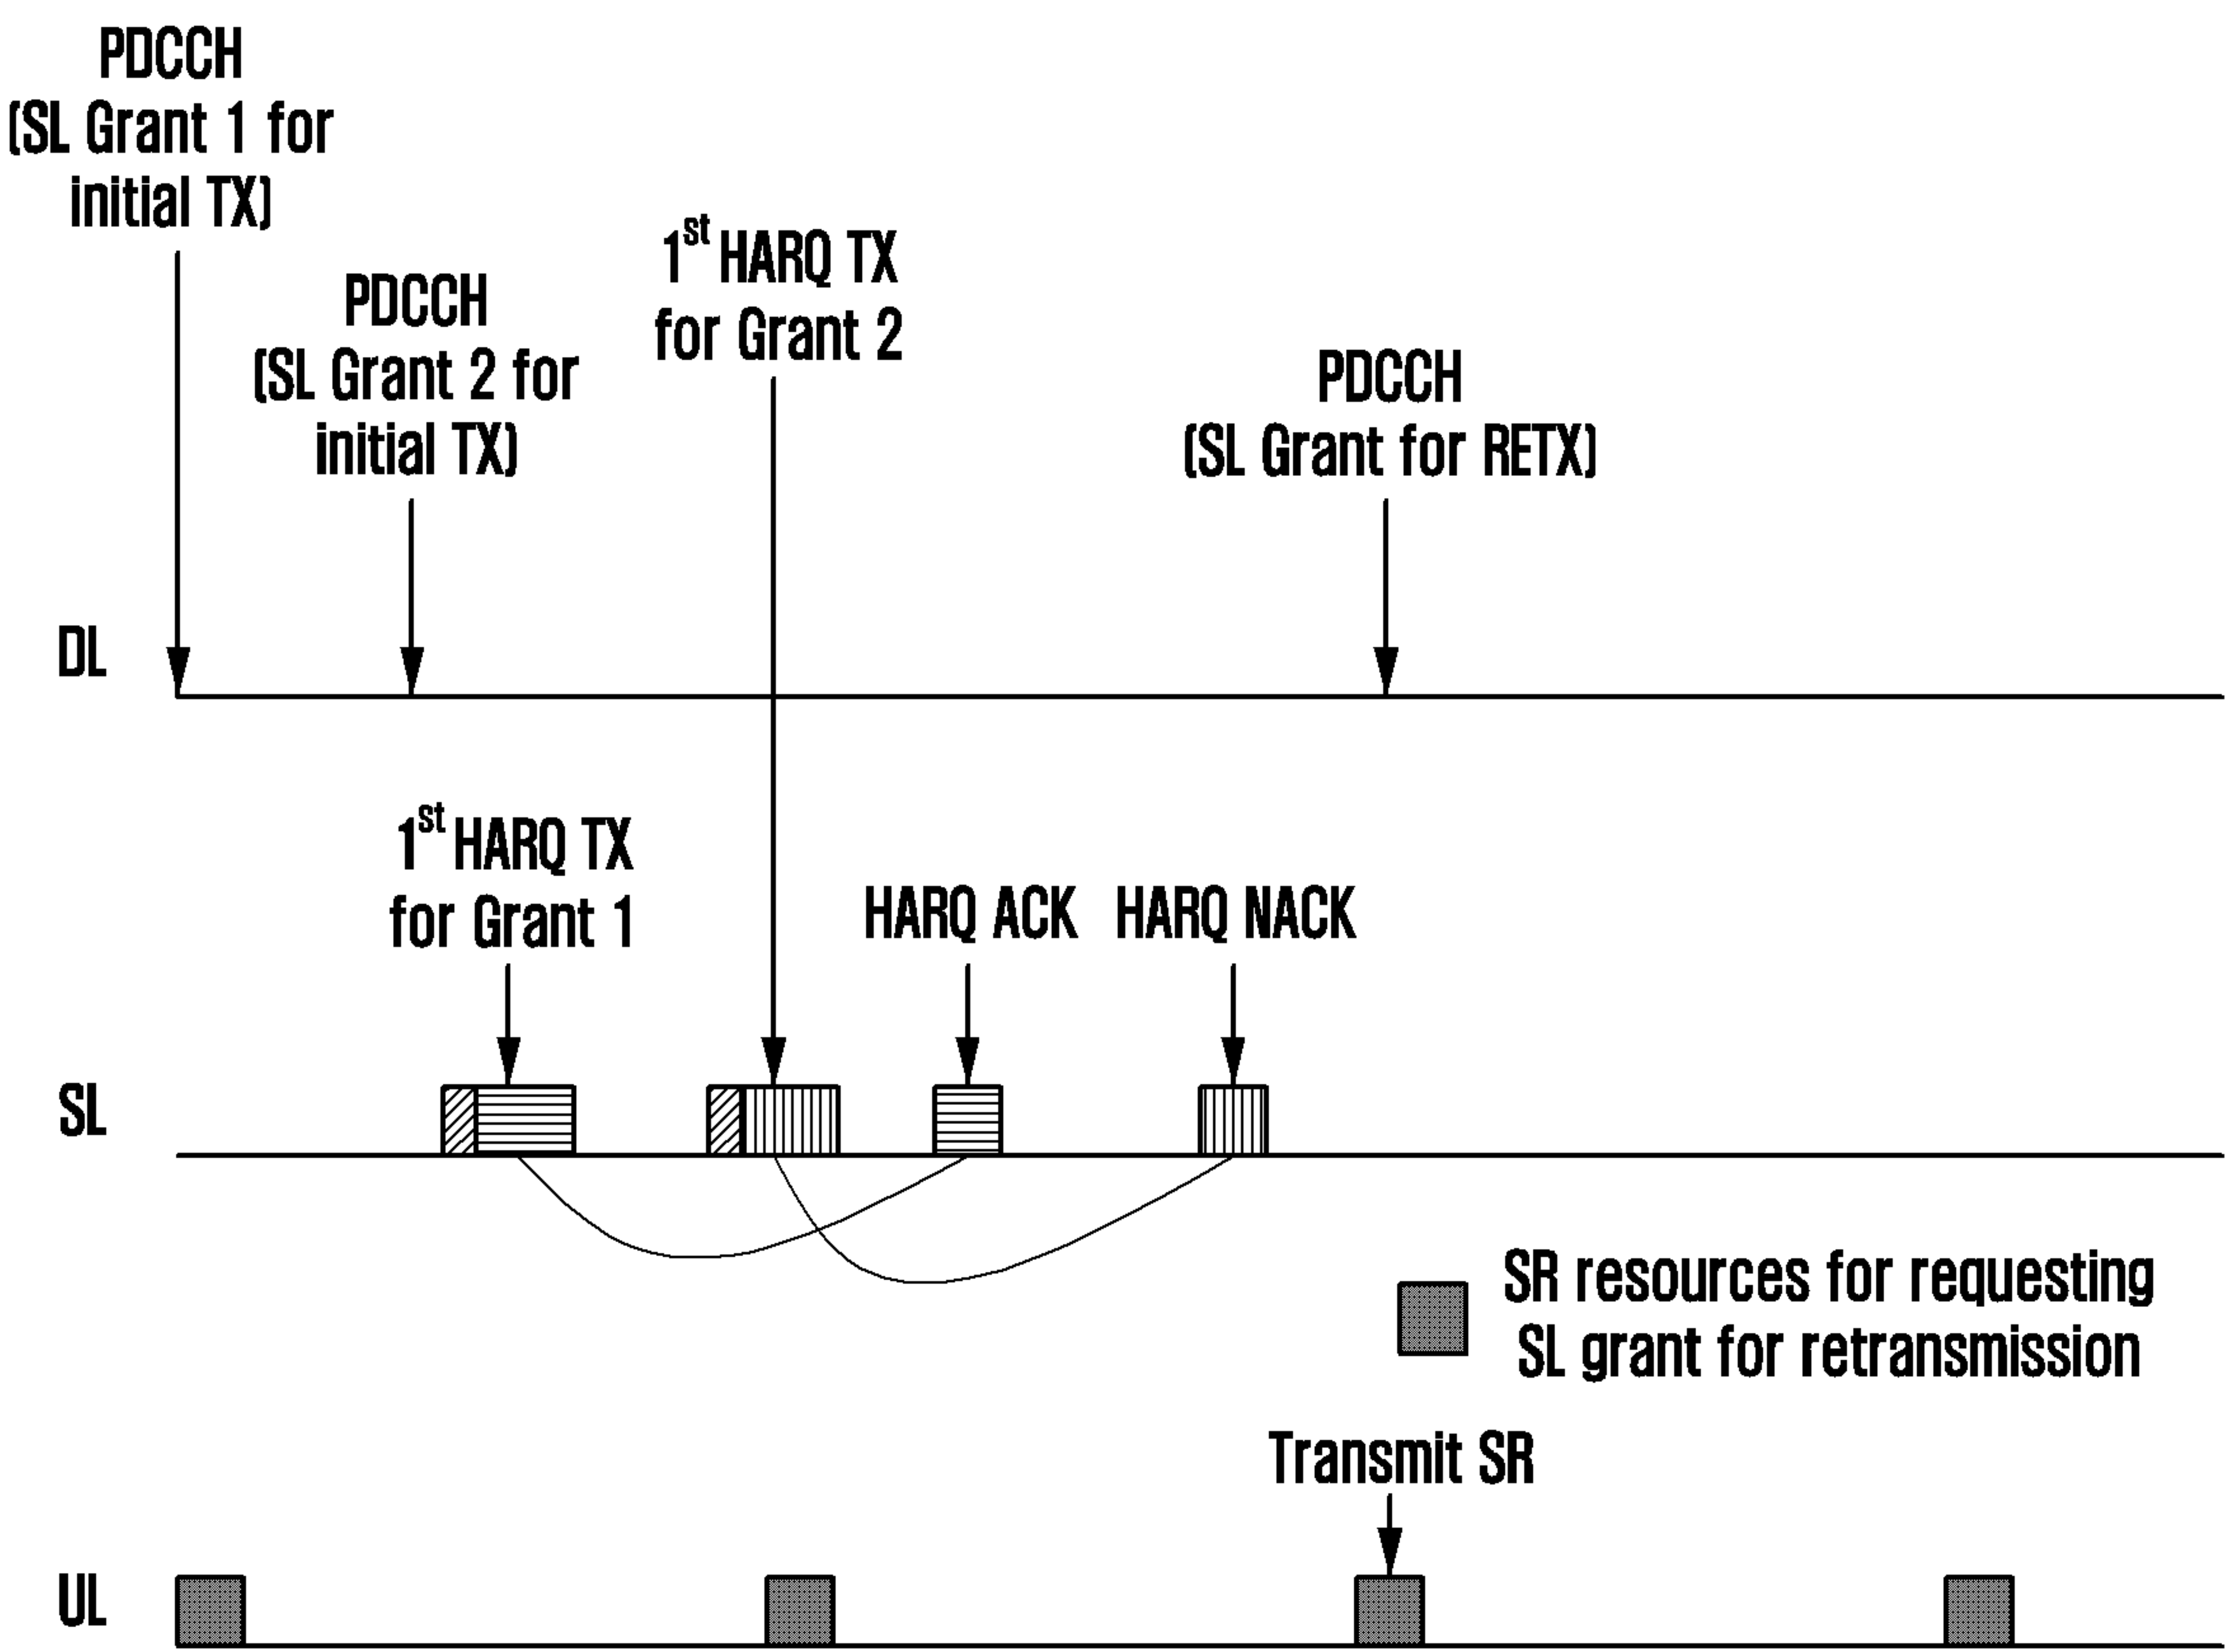 PDCCH
(SL Grant 1 for
initial TX)
PDCCH
(SL Grant 2 for
initial TX)
1st HARQ TX
for Grant 2
PDCCH
(SL Grant for RETX)
DL
1st HARQ TX
for Grant 1
HARQ ACK
HARQ NACK
SL
SR resources for requesting
SL grant for retransmission
Transmit SR
UL